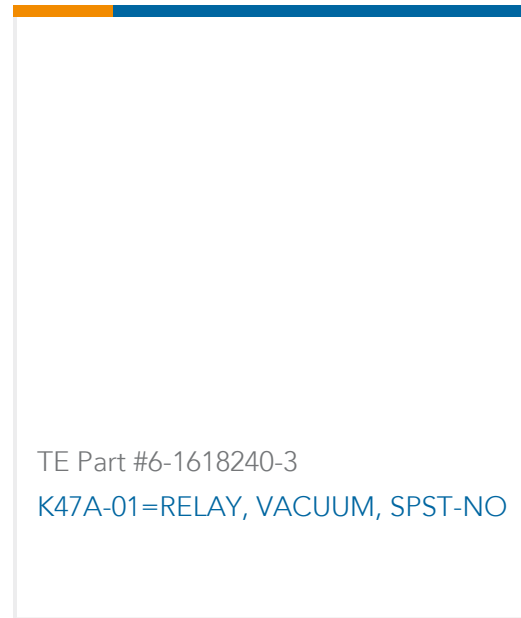 TE Part #6-1618240-3
K47A-01=RELAY, VACUUM, SPST-NO